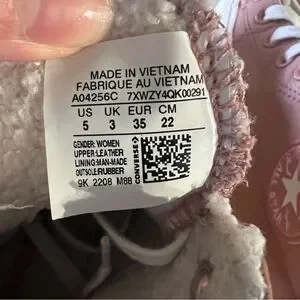 MADE IN VIETNAM
FABRIQUE AU VIETNAM
A04256C 7XWZY4QK00291
US UK EUR CM
5 3 35 22
GENDER: WOMEN
UPPER: LEATHER
LINING: MAN-MADE
OUTSOLE: RUBBER
9K 2208 M88
CONVERSE